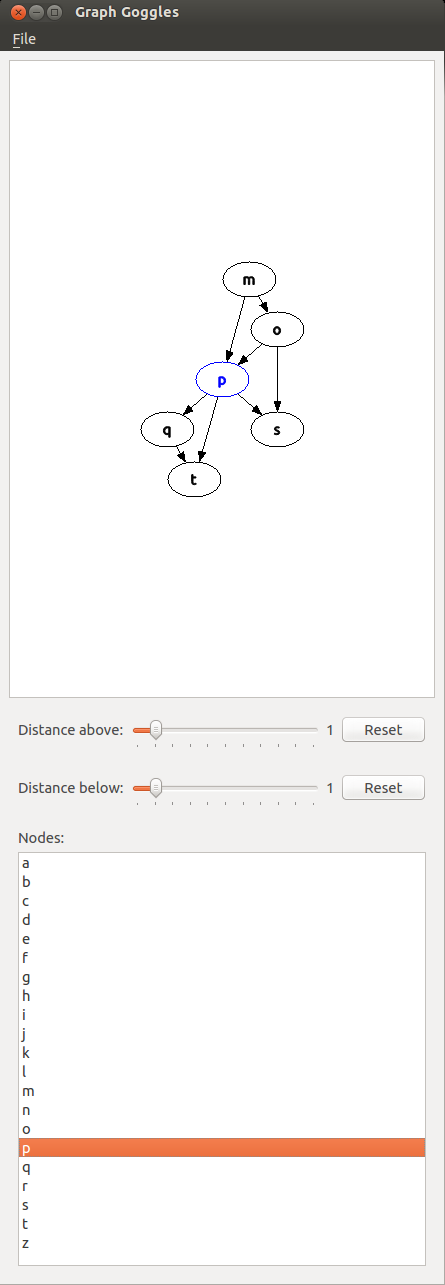 Graph Goggles
File
m
o
p
q
s
t
Distance above: 1 Reset
Distance below: 1 Reset
Nodes:
a
b
c
d
e
f
g
h
i
j
k
l
m
n
o
p
q
r
s
t
z